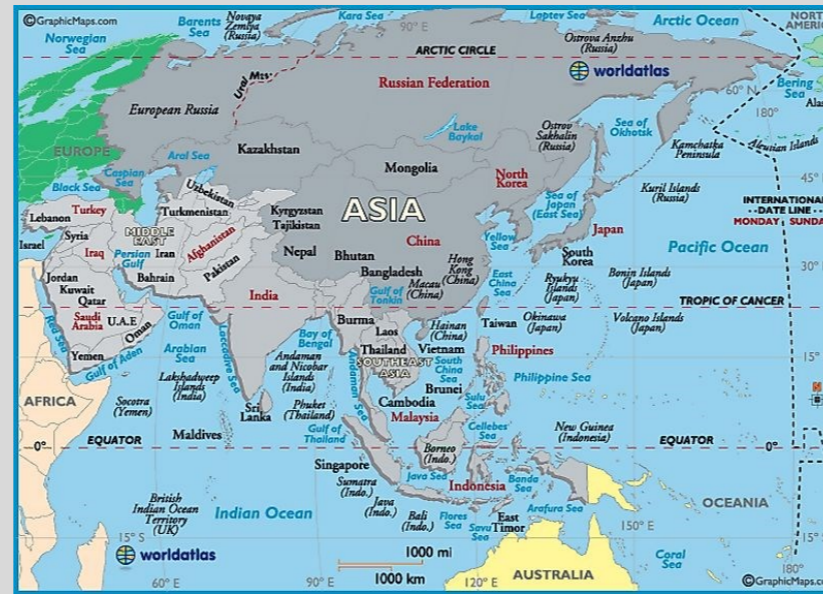 ©GraphicMaps.com
Barents
Sea
Novaya
Zemlya
(Russia)
Kara Sea
90° E
Laptev Sea
Arctic Ocean
NORT
AMERIC
Norwegian
Sea
ARCTIC CIRCLE
Ostrova Anzhu
(Russia)
worldatlas
Ural Mts.
Russian Federation
60° N
Bering
Sea
Alas
180°
European Russia
EUROPE
Lake
Baykal
Ostrov
Sakhalin
(Russia)
Sea of
Okhotsk
Kamchatka
Peninsula
Aleutian Islands
Aral Sea
Kazakhstan
Mongolia
Caspian
Sea
Black Sea
Uzbekistan
North
Korea
45°
Kuril Islands
(Russia)
Turkey
Lebanon
Turkmenistan
Kyrgyzstan
Tajikistan
ASIA
Sea of
Japan
(East Sea)
INTERNATIONAL
DATE LINE
MONDAY
SUNDA
Israel
Syria
MIDDLE
EAST
Iraq
Persian
Gulf
Iran
Afghanistan
Nepal
Bhutan
China
Yellow
Sea
Japan
South
Korea
Pacific Ocean
Jordan
Kuwait
Qatar
Bahrain
Pakistan
Bangladesh
Hong
Kong
(China)
Macau
(China)
Gulf of
Tonkin
East
China
Sea
Ryukyu
Islands
(Japan)
Bonin Islands
(Japan)
30°
India
TROPIC OF CANCER
Saudi
Arabia
U.A.E
Oman
Gulf of
Oman
Red Sea
Burma
Laos
Hainan
(China)
Taiwan
Okinawa
(Japan)
Volcano Islands
(Japan)
Yemen
Gulf of Aden
Arabian
Sea
Laccadive Sea
Bay of
Bengal
Andaman
and Nicobar
Islands
(India)
Andaman Sea
Thailand
Vietnam
SOUTHEAST
ASIA
South
China
Sea
Philippines
15°
Philippine Sea
Lakshadweep
Islands
(India)
AFRICA
Socotra
(Yemen)
Sri
Lanka
Phuket
(Thailand)
Cambodia
Brunei
Malaysia
Sulu
Sea
Maldives
Gulf of
Thailand
Cellebes
Sea
New Guinea
(Indonesia)
0°
EQUATOR
Borneo
(Indo.)
EQUATOR
0°
Singapore
Sumatra
(Indo.)
Java Sea
Indonesia
Banda
Sea
British
Indian Ocean
Territory
(UK)
Indian Ocean
Java
(Indo.)
Bali
(Indo.)
Flores
Sea
Savu
Sea
East
Timor
Arafura Sea
OCEANIA
15° S
worldatlas
150° E
15° S
1000 mi
1000 km
Coral
Sea
60° E
90° E
120° E
AUSTRALIA
180°
©GraphicMaps.co